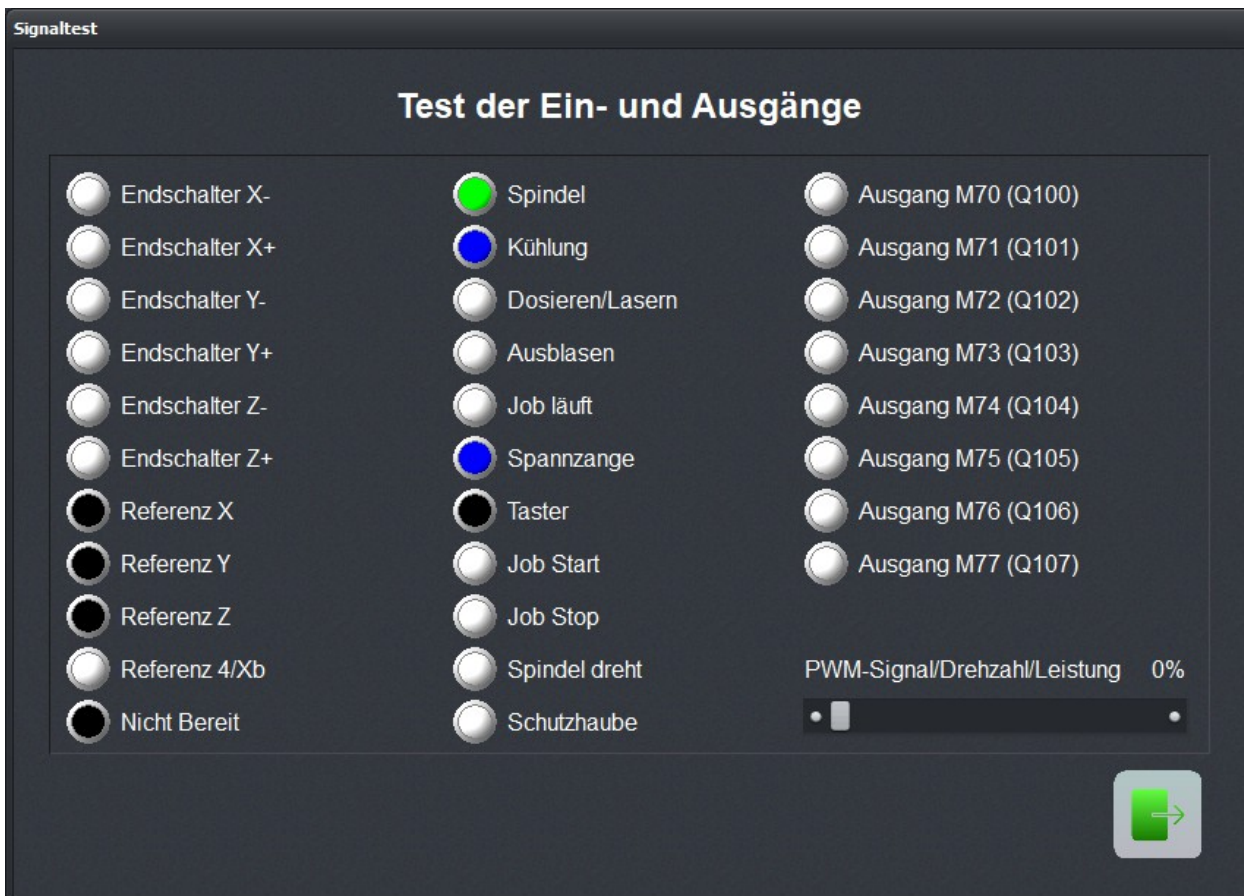 Signaltest
Test der Ein- und Ausgänge
Endschalter X-
Endschalter X+
Endschalter Y-
Endschalter Y+
Endschalter Z-
Endschalter Z+
Referenz X
Referenz Y
Referenz Z
Referenz 4/Xb
Nicht Bereit
Spindel
Kühlung
Dosieren/Lasern
Ausblasen
Job läuft
Spannzange
Taster
Job Start
Job Stop
Spindel dreht
Schutzhaube
Ausgang M70 (Q100)
Ausgang M71 (Q101)
Ausgang M72 (Q102)
Ausgang M73 (Q103)
Ausgang M74 (Q104)
Ausgang M75 (Q105)
Ausgang M76 (Q106)
Ausgang M77 (Q107)
PWM-Signal/Drehzahl/Leistung 0%